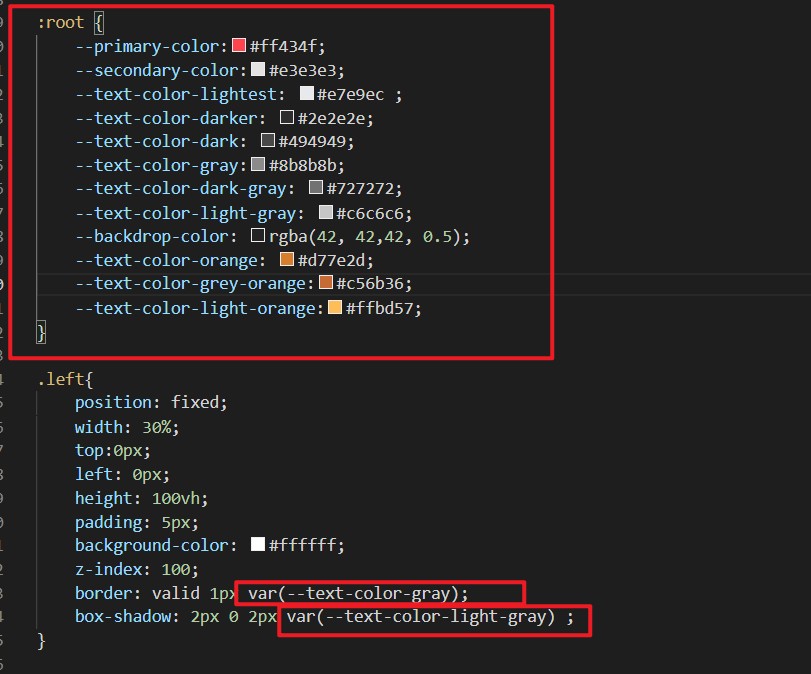 :root {
--primary-color:#ff434f;
--secondary-color:#e3e3e3;
--text-color-lightest: #e7e9ec ;
--text-color-darker: #2e2e2e;
--text-color-dark: #494949;
--text-color-gray:#8b8b8b;
--text-color-dark-gray: #727272;
--text-color-light-gray: #c6c6c6;
--backdrop-color: rgba(42, 42,42, 0.5);
--text-color-orange: #d77e2d;
--text-color-grey-orange:#c56b36;
--text-color-light-orange:#ffbd57;
}
.left{
position: fixed;
width: 30%;
top:0px;
left: 0px;
height: 100vh;
padding: 5px;
background-color: #ffffff;
z-index: 100;
border: valid 1px var(--text-color-gray);
box-shadow: 2px 0 2px var(--text-color-light-gray) ;
}